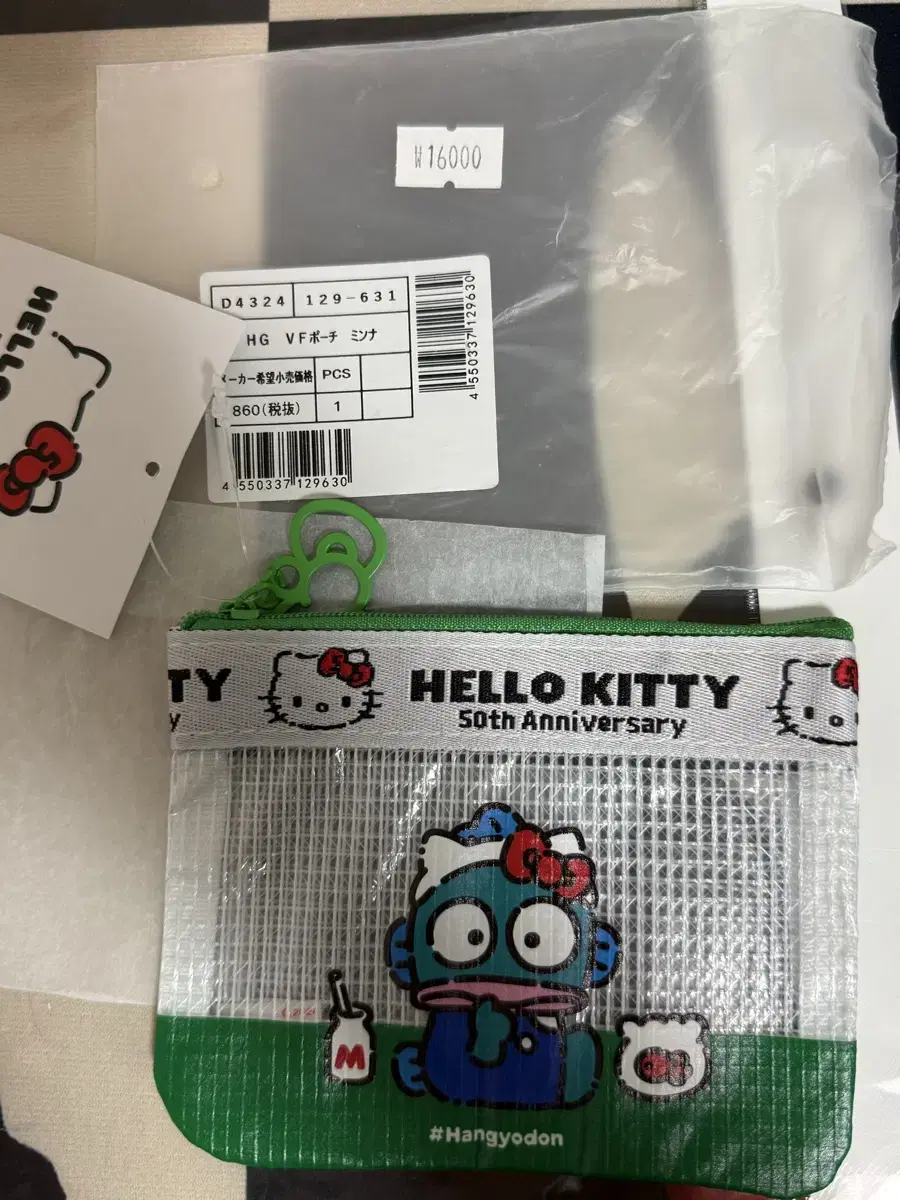 ₩16000
D4324 129-631
HG VFポーチ ミンナ
メーカー希望小売価格 PCS
860(税抜) 1
4 550337 129630
4 550337 129630
HELLO
TY
y
HELLO KITTY
50th Anniversary
M
#Hangyodon